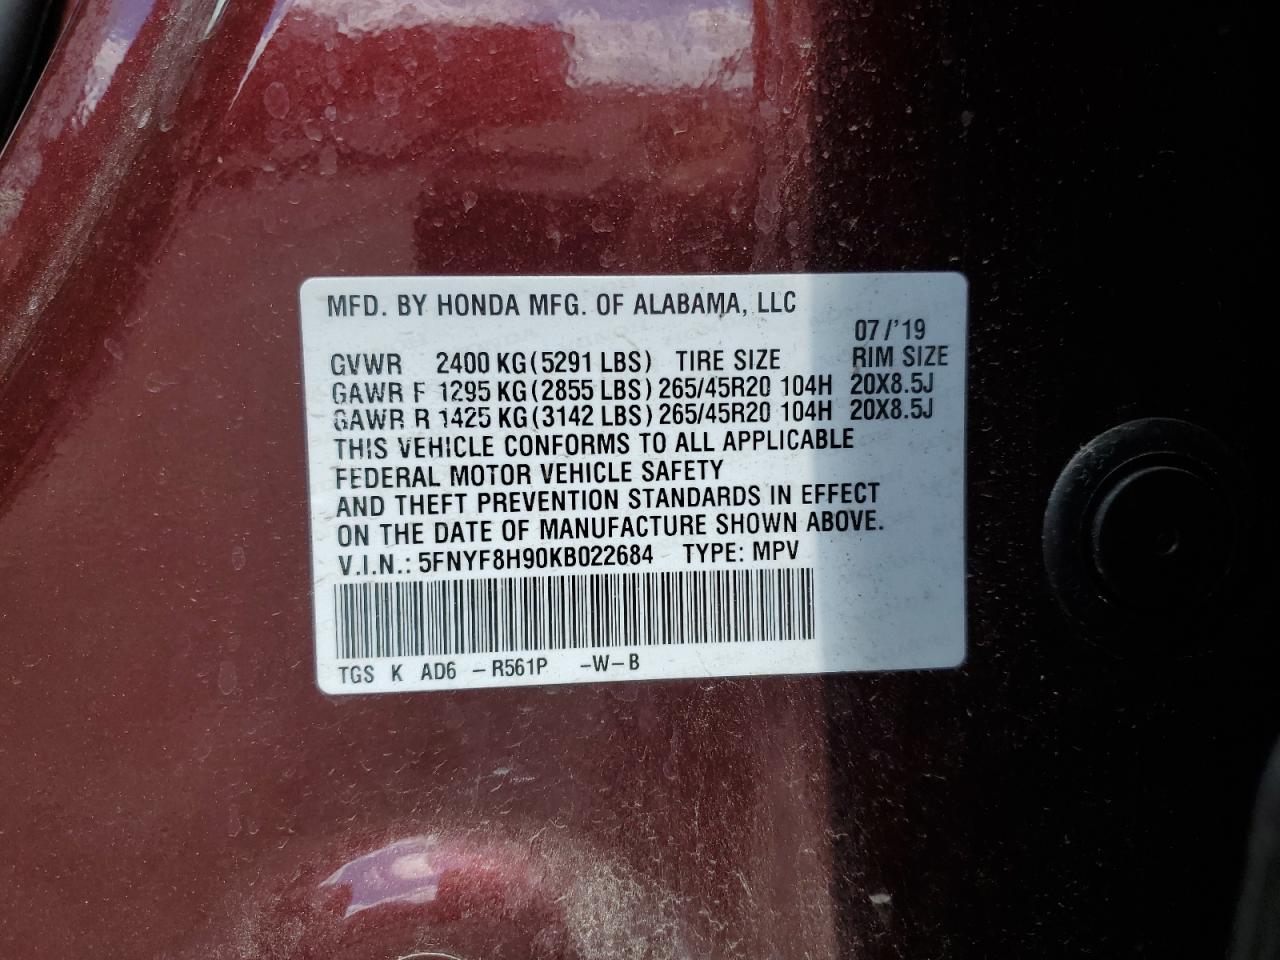 MFD. BY HONDA MFG. OF ALABAMA, LLC
07/'19
GVWR 2400 KG(5291 LBS) TIRE SIZE RIM SIZE
GAWR F 1295 KG(2855 LBS) 265/45R20 104H 20X8.5J
GAWR R 1425 KG(3142 LBS) 265/45R20 104H 20X8.5J
THIS VEHICLE CONFORMS TO ALL APPLICABLE
FEDERAL MOTOR VEHICLE SAFETY
AND THEFT PREVENTION STANDARDS IN EFFECT
ON THE DATE OF MANUFACTURE SHOWN ABOVE.
V.I.N.: 5FNYF8H90KB022684 TYPE: MPV
TGS K AD6 -R561P -W-B